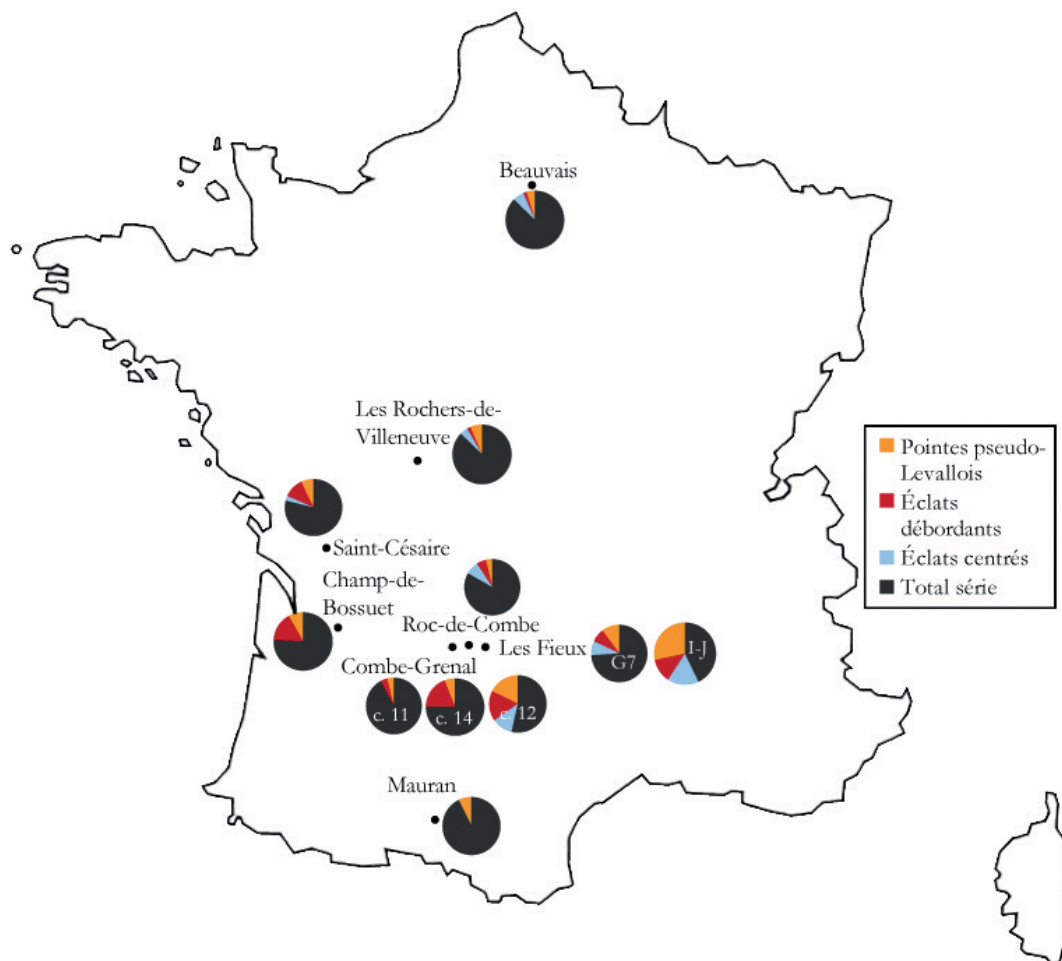 Beauvais
Les Rochers-de-
Villeneuve
Pointes pseudo-
Levallois
Éclats
débordants
Éclats centrés
Total série
Saint-Césaire
Champ-de-
Bossuet
Roc-de-Combe
Les Fieux
G7
I-J
Combe-Grenal
c. 11
c. 14
c. 12
Mauran